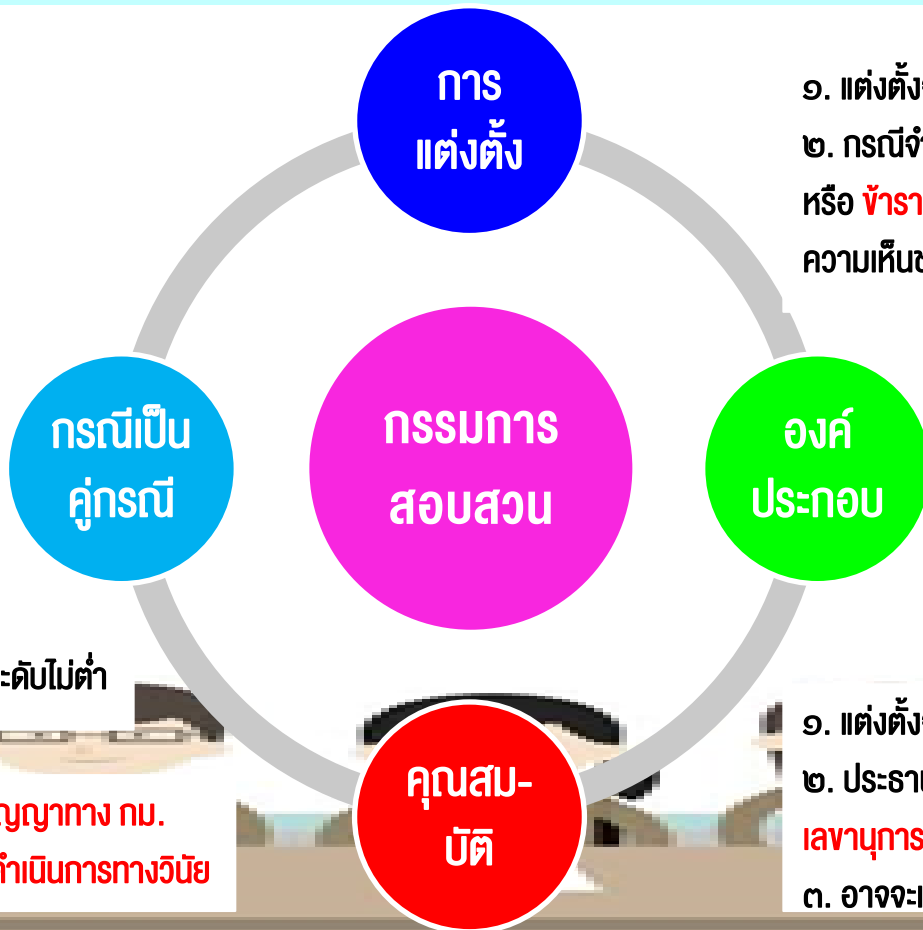 การ
แต่งตั้ง
๑. แต่งตั้ง
๒. กรณีจำ
หรือ ข้ารา
ความเห็นช
กรณีเป็น
คู่กรณี
กรรมการ
สอบสวน
องค์
ประกอบ
ะดับไม่ต่ำ
ญญาทาง กม.
ำเนินการทางวินัย
คุณสม-
บัติ
๑. แต่งตั้ง
๒. ประธาน
เลขานุการ
๓. อาจจะเ